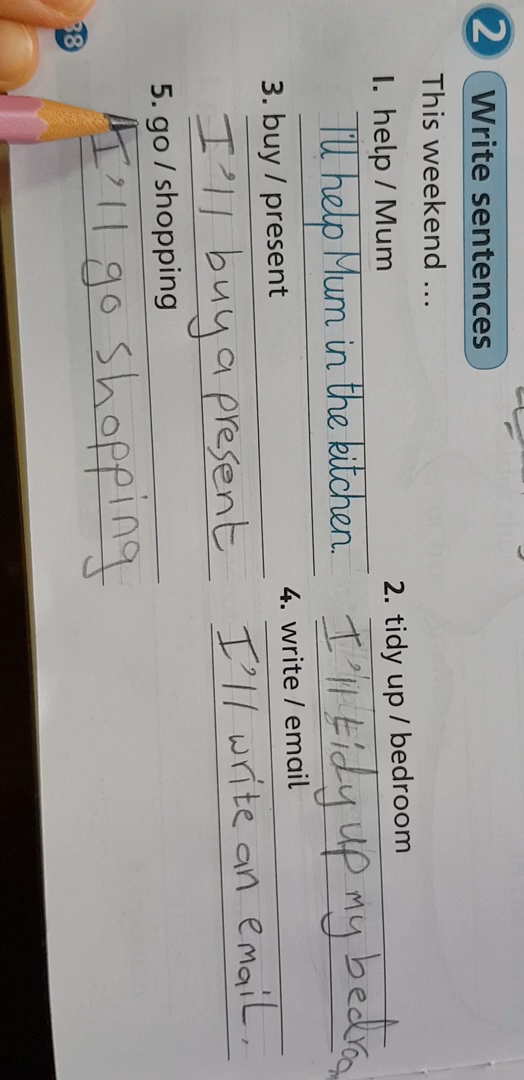 2 Write sentences
This weekend ...
1. help / Mum
I'll help Mum in the kitchen.
2. tidy up / bedroom
I'll tidy up my bedroom
3. buy / present
I'll buy a present
4. write / email
I'll write an email.
5. go / shopping
I'll go shopping
38